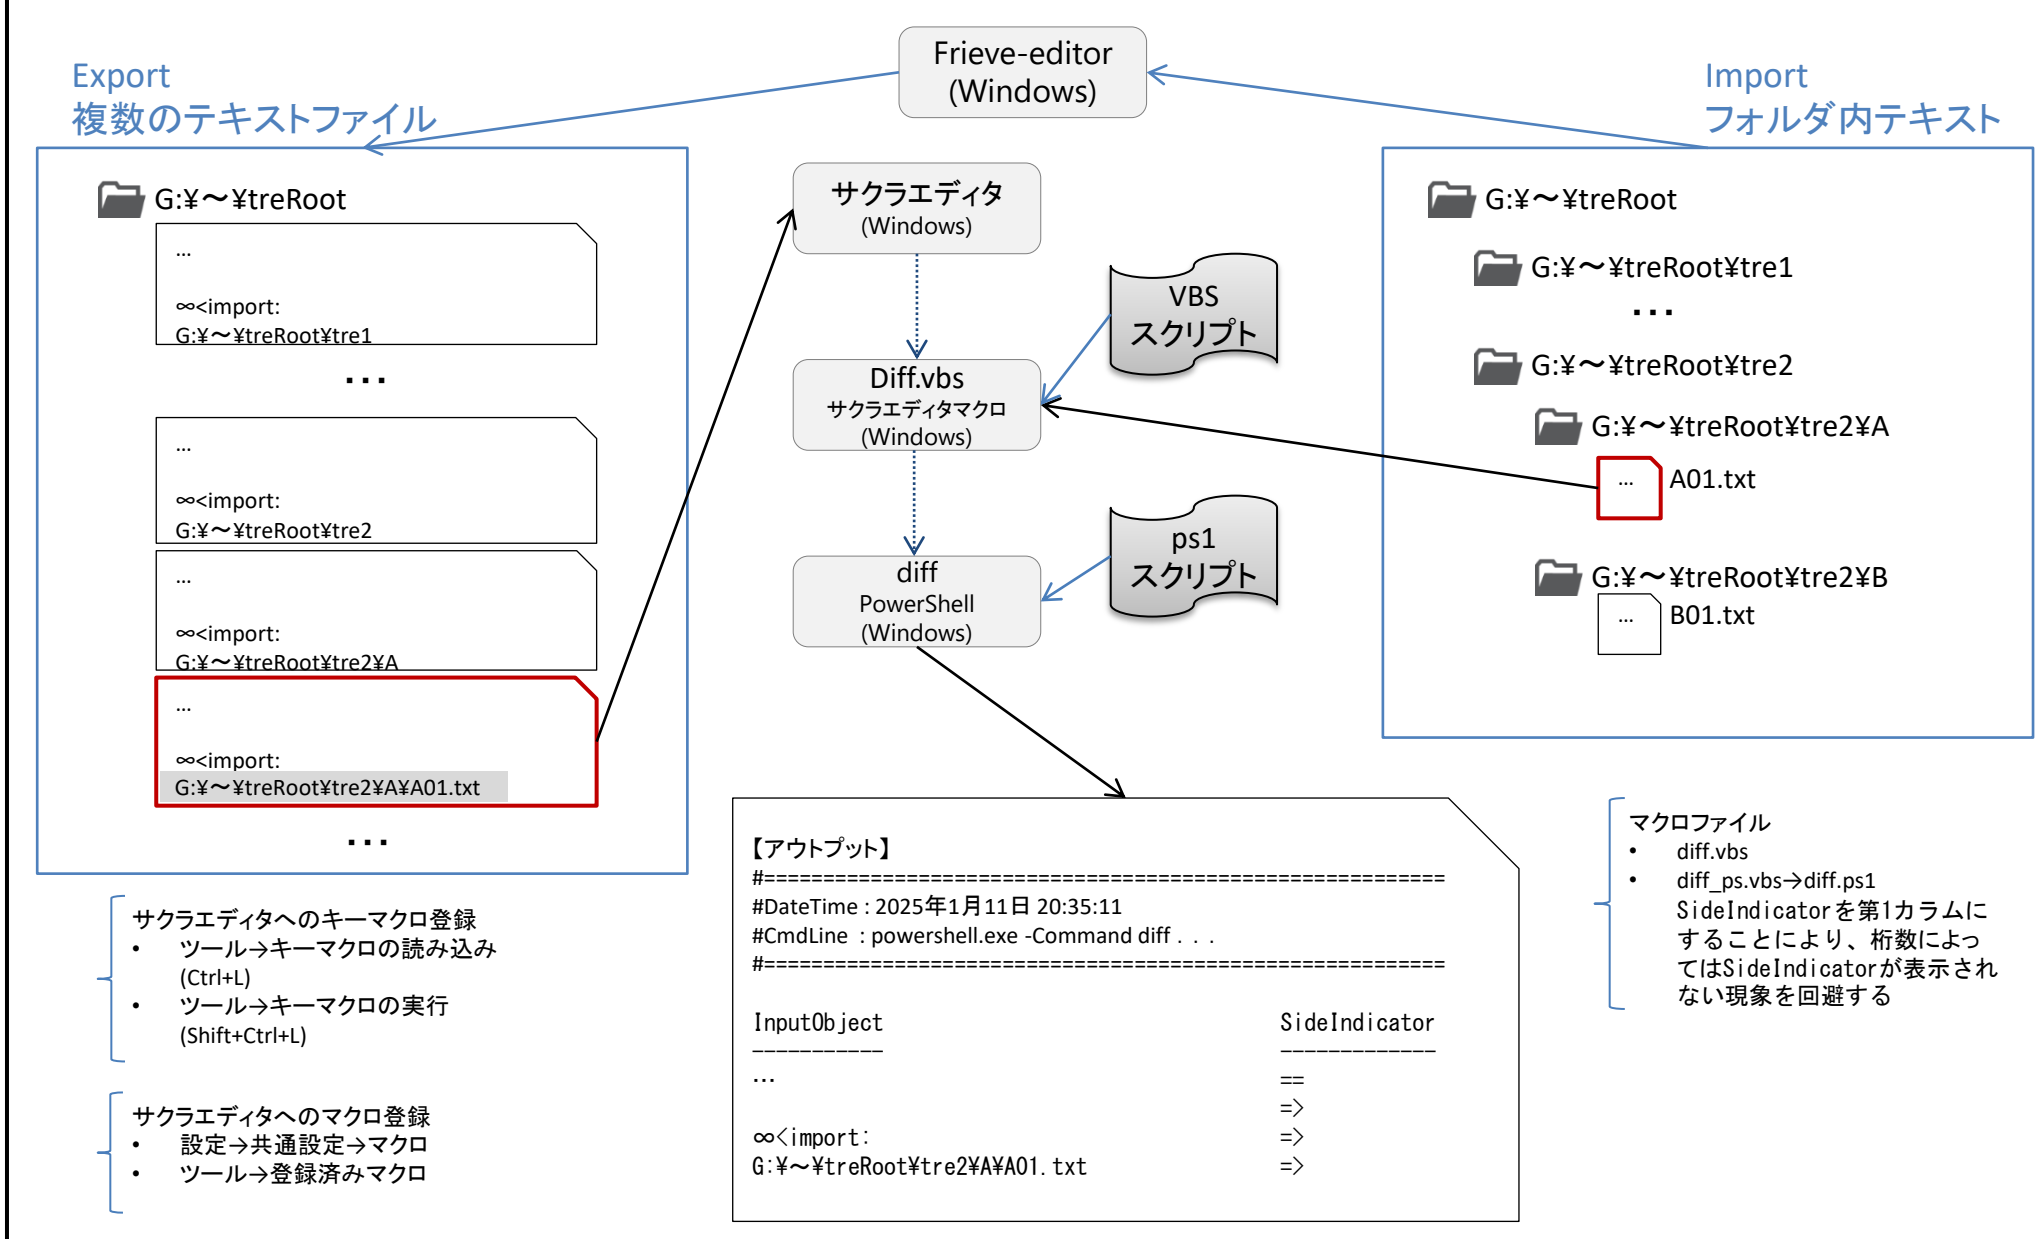 Frieve-editor
(Windows)
Export
複数のテキストファイル
Import
フォルダ内テキスト
G:¥～¥treRoot
...
∞<import:
G:¥～¥treRoot¥tre1
...
...
∞<import:
G:¥～¥treRoot¥tre2
...
∞<import:
G:¥～¥treRoot¥tre2¥A
...
∞<import:
G:¥～¥treRoot¥tre2¥A¥A01.txt
...
サクラエディタ
(Windows)
VBS
スクリプト
Diff.vbs
サクラエディタマクロ
(Windows)
ps1
スクリプト
diff
PowerShell
(Windows)
G:¥～¥treRoot
G:¥～¥treRoot¥tre1
...
G:¥～¥treRoot¥tre2
G:¥～¥treRoot¥tre2¥A
... A01.txt
G:¥～¥treRoot¥tre2¥B
... B01.txt
サクラエディタへのキーマクロ登録
• ツール→キーマクロの読み込み
(Ctrl+L)
• ツール→キーマクロの実行
(Shift+Ctrl+L)
サクラエディタへのマクロ登録
• 設定→共通設定→マクロ
• ツール→登録済みマクロ
【アウトプット】
#=========================================================
#DateTime : 2025年1月11日 20:35:11
#CmdLine : powershell.exe -Command diff . . .
#=========================================================
InputObject SideIndicator
----------- -------------
... ==
=>
∞<import: =>
G:¥～¥treRoot¥tre2¥A¥A01.txt =>
マクロファイル
• diff.vbs
• diff_ps.vbs→diff.ps1
SideIndicatorを第1カラムに
することにより、桁数によっ
てはSideIndicatorが表示され
ない現象を回避する